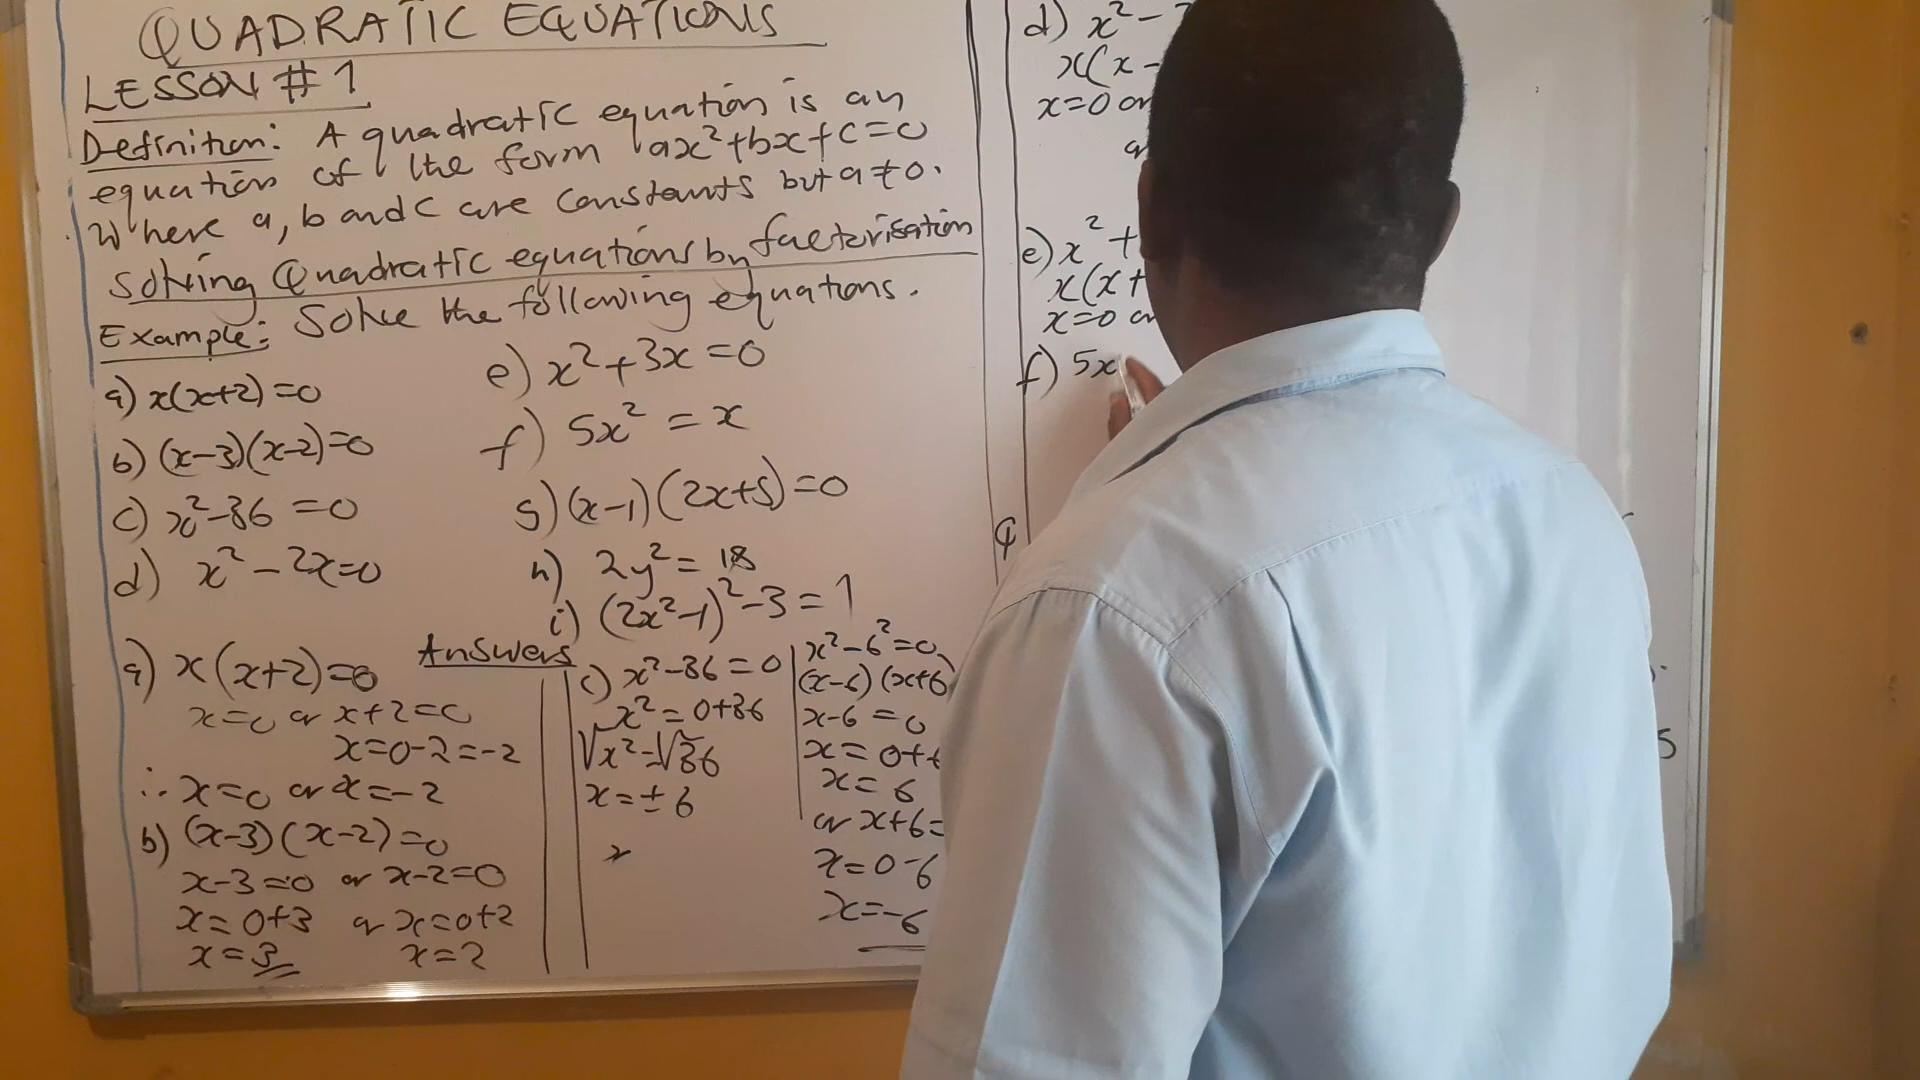 QUADRATIC EQUATIONS
LESSON # 1
Definition: A quadratic equation is an
equation of the form ax²+bx+c=0
Where a, b and c are constants but a≠0.
Solving Quadratic equations by factorisation
Example: Solve the following equations.
a) x(x+2)=0
b) (x-3)(x-2)=0
c) x²-36=0
d) x²-2x=0
e) x²+3x=0
f) 5x²=x
g) (x-1)(2x+5)=0
h) 2y²=18
i) (2x²-1)²-3=1
Answers
a) x(x+2)=0
x=0 or x+2=0
x=0-2=-2
∴ x=0 or x=-2
b) (x-3)(x-2)=0
x-3=0 or x-2=0
x=0+3 or x=0+2
x=3 x=2
c) x²-36=0
x²=0+36
√x²=√36
x=±6
x
x²-6²=0
(x-6)(x+6)
x-6=0
x=0+6
x=6
or x+6=
x=0-6
x=-6
d) x²-
x(x-
x=0 or
e) x²+
x(x+
x=0 or
f) 5x